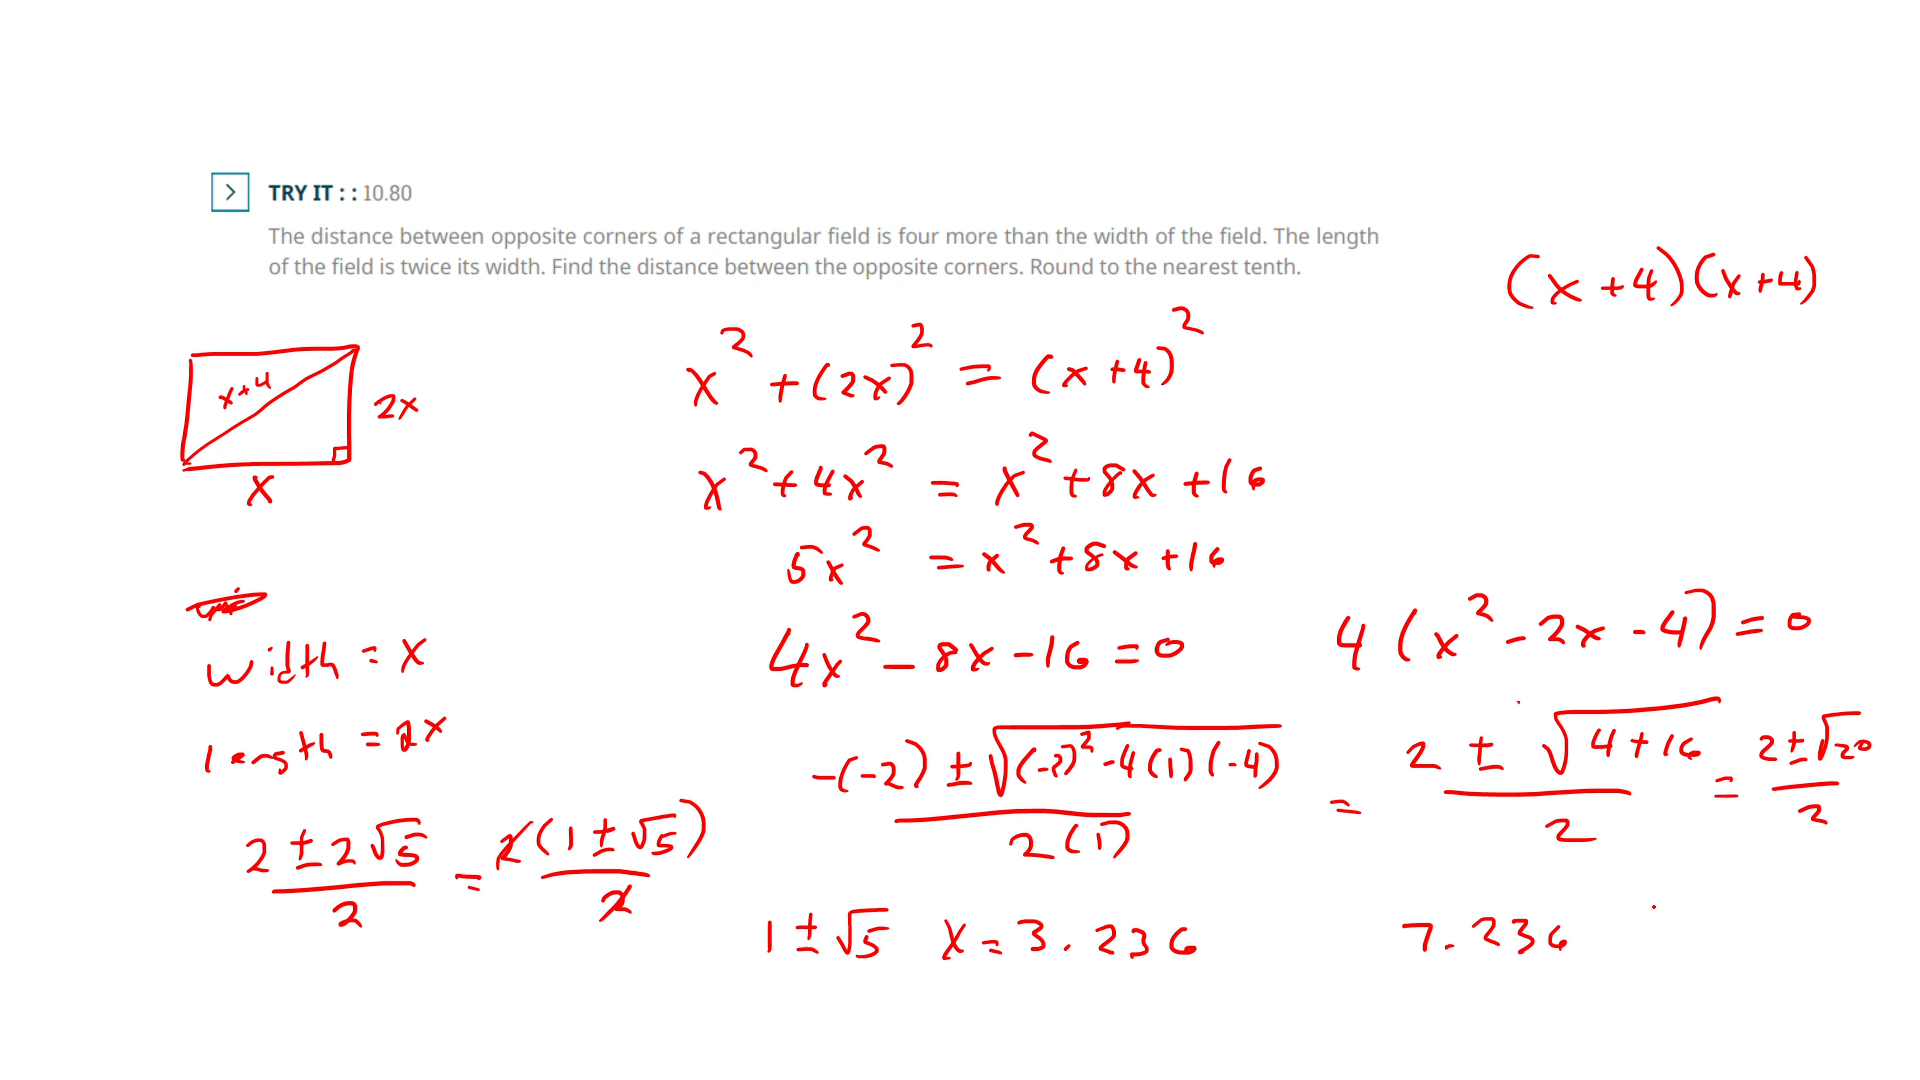 > TRY IT : : 10.80
The distance between opposite corners of a rectangular field is four more than the width of the field. The length
of the field is twice its width. Find the distance between the opposite corners. Round to the nearest tenth.
(x +4)(x +4)
x+4
2x
x
x² + (2x)² = (x +4)²
x² + 4x² = x² + 8x + 16
5x² = x² + 8x + 16
4x² - 8x - 16 = 0
4 (x² - 2x - 4) = 0
width = x
length = 2x
-(-2) ± √((-2)² - 4(1)(-4)) / 2(1) = 2 ± √(4+16) / 2 = 2 ± √20 / 2
2 ± 2√5 / 2 = 2(1 ± √5) / 2
1 ± √5 x = 3.236
7.236